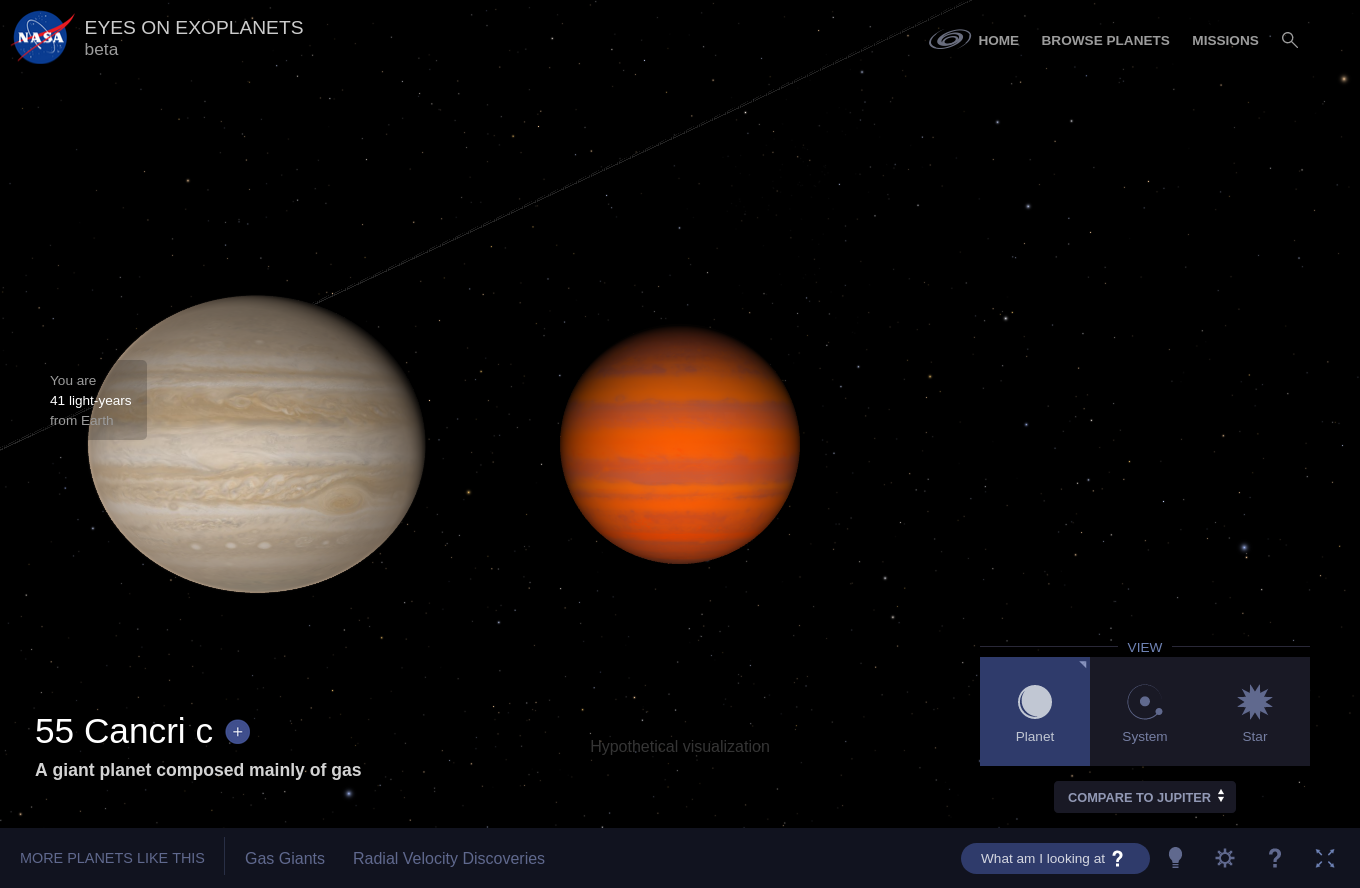 NASA
EYES ON EXOPLANETS
beta
HOME
BROWSE PLANETS
MISSIONS
You are
41 light-years
from Earth
VIEW
Planet
System
Star
55 Cancri c +
A giant planet composed mainly of gas
Hypothetical visualization
COMPARE TO JUPITER
MORE PLANETS LIKE THIS
Gas Giants
Radial Velocity Discoveries
What am I looking at ?
?